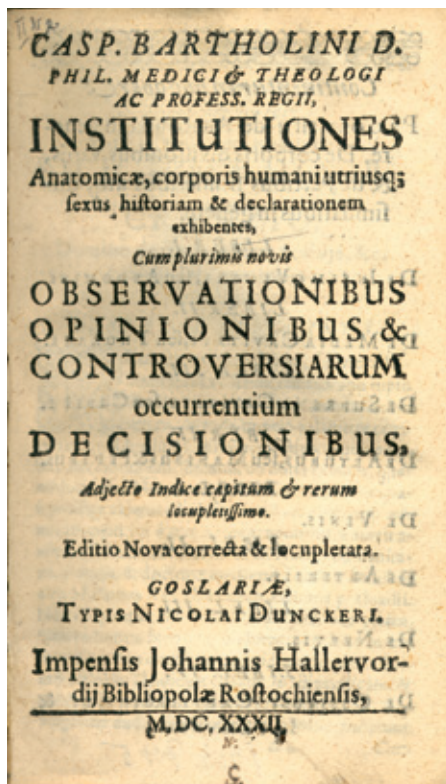 CASP. BARTHOLINI D.
PHIL. MEDICI & THEOLOGI
AC PROFESS. REGII,
INSTITUTIONES
Anatomicæ, corporis humani utriusq;
ſexus hiſtoriam & declarationem
exhibentes,
Cum plurimis novis
OBSERVATIONIBUS
OPINIONIBUS &
CONTROVERSIARUM
occurrentium
DECISIONIBUS,
Adjecto Indice capitum & rerum
locupletiſſimo.
Editio Nova correcta & locupletata.
GOSLARIÆ,
TYPIS NICOLAI DUNCKERI.
Impenſis Johannis Hallervor-
dij Bibliopolæ Roſtochienſis,
M, DC, XXXII,